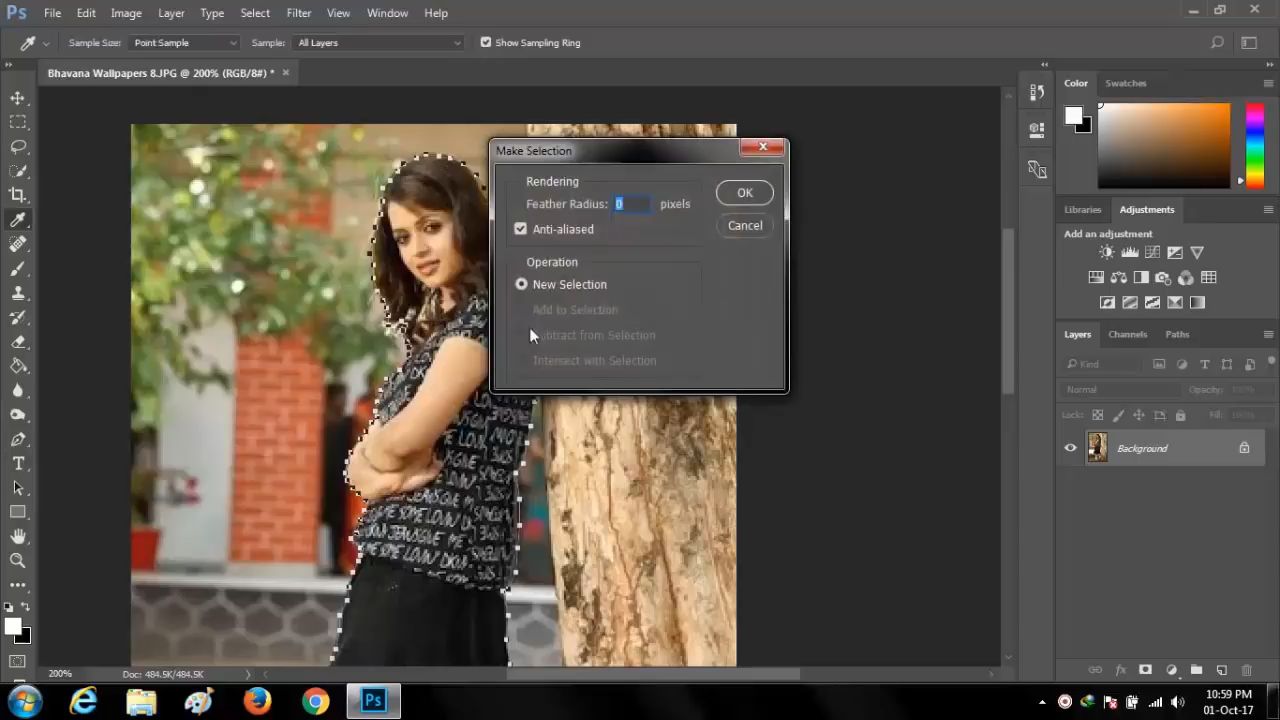 Ps File Edit Image Layer Type Select Filter View Window Help
Sample Size: Point Sample Sample: All Layers Show Sampling Ring
Bhavana Wallpapers 8.JPG @ 200% (RGB/8#) *
Color Swatches
Make Selection
Rendering
Feather Radius: 0 pixels
Anti-aliased
OK
Cancel
Operation
New Selection
Add to Selection
Subtract from Selection
Intersect with Selection
Libraries Adjustments
Add an adjustment
Layers Channels Paths
Kind
Normal Opacity: 100%
Lock: Fill: 100%
Background
200% Doc: 484.5K/484.5K
Ps
10:59 PM
01-Oct-17